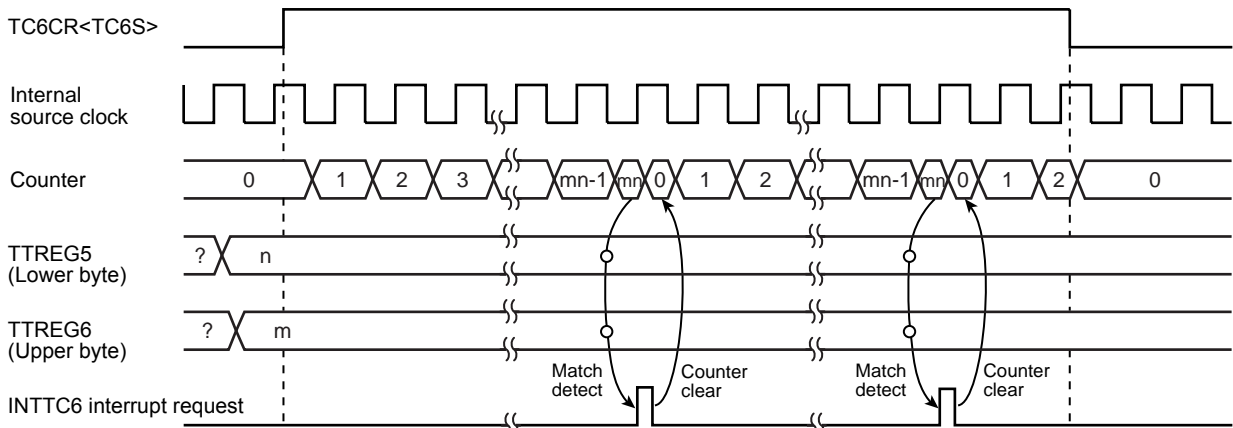 TC6CR<TC6S>
Internal
source clock
Counter 0 1 2 3 mn-1 mn 0 1 2 mn-1 mn 0 1 2 0
TTREG5
(Lower byte)
? n
TTREG6
(Upper byte)
? m
Match
detect
Counter
clear
Match
detect
Counter
clear
INTTC6 interrupt request